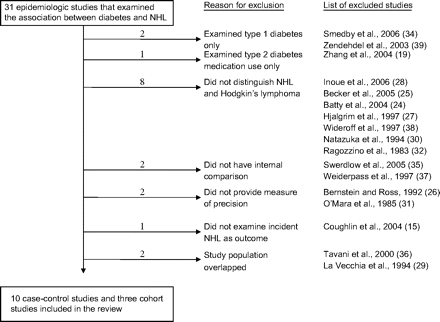 31 epidemiologic studies that examined
the association between diabetes and NHL
Reason for exclusion
List of excluded studies
2
Examined type 1 diabetes
only
Smedby et al., 2006 (34)
Zendehdel et al., 2003 (39)
1
Examined type 2 diabetes
medication use only
Zhang et al., 2004 (19)
8
Did not distinguish NHL
and Hodgkin's lymphoma
Inoue et al., 2006 (28)
Becker et al., 2005 (25)
Batty et al., 2004 (24)
Hjalgrim et al., 1997 (27)
Wideroff et al., 1997 (38)
Natazuka et al., 1994 (30)
Ragozzino et al., 1983 (32)
2
Did not have internal
comparison
Swerdlow et al., 2005 (35)
Weiderpass et al., 1997 (37)
2
Did not provide measure
of precision
Bernstein and Ross, 1992 (26)
O'Mara et al., 1985 (31)
1
Did not examine incident
NHL as outcome
Coughlin et al., 2004 (15)
2
Study population
overlapped
Tavani et al., 2000 (36)
La Vecchia et al., 1994 (29)
10 case-control studies and three cohort
studies included in the review